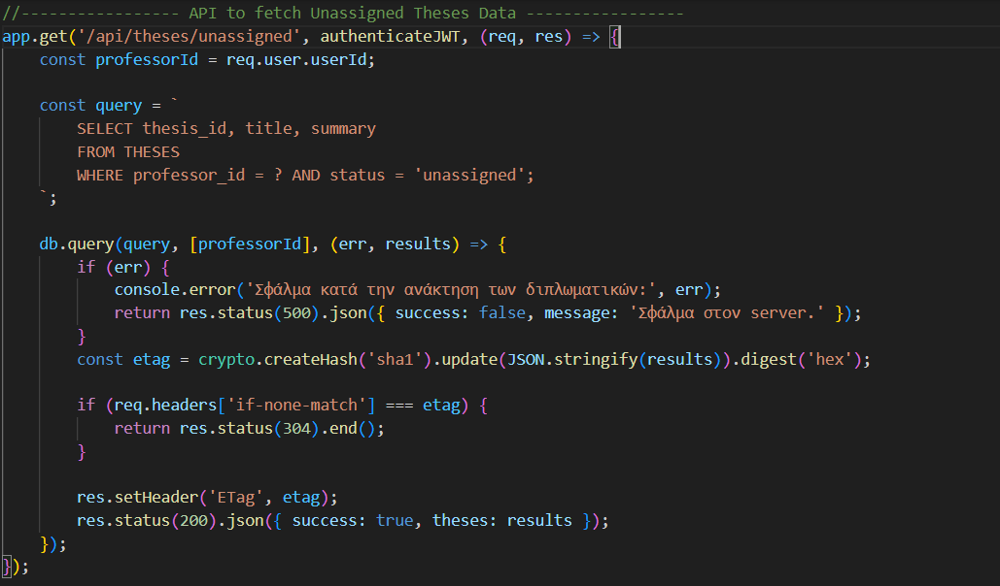 //----------------- API to fetch Unassigned Theses Data -----------------
app.get('/api/theses/unassigned', authenticateJWT, (req, res) => {
    const professorId = req.user.userId;

    const query = `
        SELECT thesis_id, title, summary
        FROM THESES
        WHERE professor_id = ? AND status = 'unassigned';
    `;

    db.query(query, [professorId], (err, results) => {
        if (err) {
            console.error('Σφάλμα κατά την ανάκτηση των διπλωματικών:', err);
            return res.status(500).json({ success: false, message: 'Σφάλμα στον server.' });
        }
        const etag = crypto.createHash('sha1').update(JSON.stringify(results)).digest('hex');

        if (req.headers['if-none-match'] === etag) {
            return res.status(304).end();
        }

        res.setHeader('ETag', etag);
        res.status(200).json({ success: true, theses: results });
    });
});